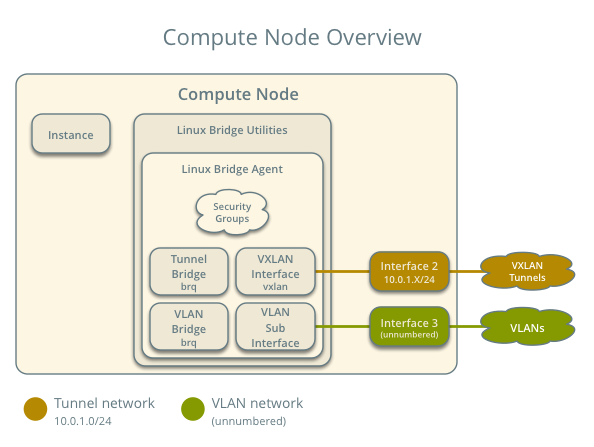 Compute Node Overview
Compute Node
Instance
Linux Bridge Utilities
Linux Bridge Agent
Security
Groups
Tunnel
Bridge
brq
VXLAN
Interface
vxlan
Interface 2
10.0.1.X/24
VXLAN
Tunnels
VLAN
Bridge
brq
VLAN
Sub
Interface
Interface 3
(unnumbered)
VLANs
Tunnel network
10.0.1.0/24
VLAN network
(unnumbered)